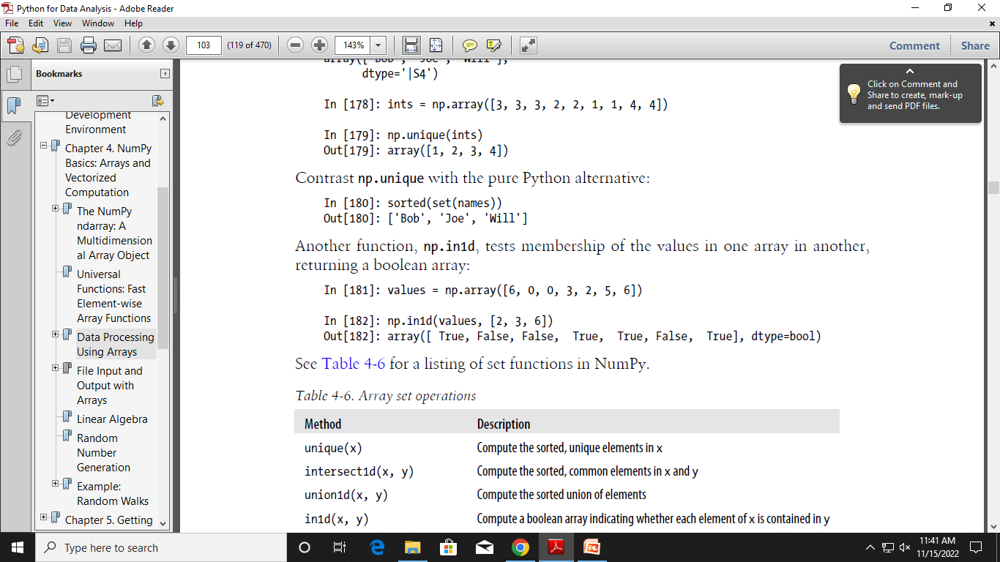 Python for Data Analysis - Adobe Reader
File Edit View Window Help
103 (119 of 470) 143% Comment Share
Bookmarks
Development
Environment
Chapter 4. NumPy
Basics: Arrays and
Vectorized
Computation
The NumPy
ndarray: A
Multidimension
al Array Object
Universal
Functions: Fast
Element-wise
Array Functions
Data Processing
Using Arrays
File Input and
Output with
Arrays
Linear Algebra
Random
Number
Generation
Example:
Random Walks
Chapter 5. Getting
array(['Bob', 'Joe', 'Will'],
dtype='|S4')
In [178]: ints = np.array([3, 3, 3, 2, 2, 1, 1, 4, 4])
In [179]: np.unique(ints)
Out[179]: array([1, 2, 3, 4])
Contrast np.unique with the pure Python alternative:
In [180]: sorted(set(names))
Out[180]: ['Bob', 'Joe', 'Will']
Another function, np.in1d, tests membership of the values in one array in another,
returning a boolean array:
In [181]: values = np.array([6, 0, 0, 3, 2, 5, 6])
In [182]: np.in1d(values, [2, 3, 6])
Out[182]: array([ True, False, False,  True,  True, False,  True], dtype=bool)
See Table 4-6 for a listing of set functions in NumPy.
Table 4-6. Array set operations
Method Description
unique(x) Compute the sorted, unique elements in x
intersect1d(x, y) Compute the sorted, common elements in x and y
union1d(x, y) Compute the sorted union of elements
in1d(x, y) Compute a boolean array indicating whether each element of x is contained in y
Click on Comment and
Share to create, mark-up
and send PDF files.
Type here to search
11:41 AM
11/15/2022